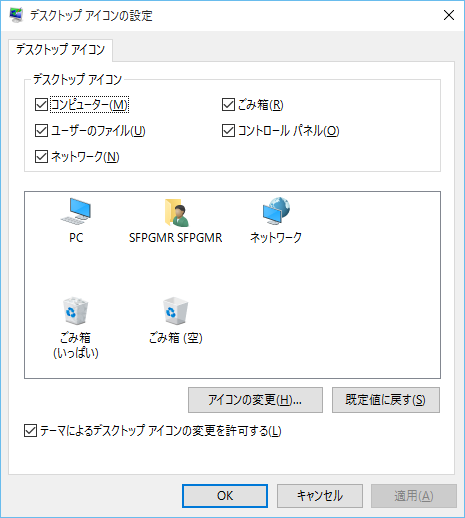 デスクトップ アイコンの設定
デスクトップ アイコン
デスクトップ アイコン
コンピューター(M)
ごみ箱(R)
ユーザーのファイル(U)
コントロール パネル(O)
ネットワーク(N)
PC
SFPGMR SFPGMR
ネットワーク
ごみ箱
(いっぱい)
ごみ箱 (空)
アイコンの変更(H)...
既定値に戻す(S)
テーマによるデスクトップ アイコンの変更を許可する(L)
OK
キャンセル
適用(A)